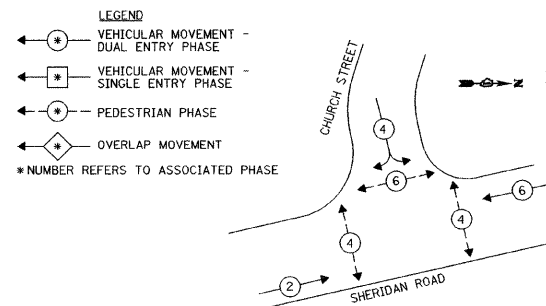 LEGEND
* VEHICULAR MOVEMENT -
DUAL ENTRY PHASE
* VEHICULAR MOVEMENT -
SINGLE ENTRY PHASE
* PEDESTRIAN PHASE
* OVERLAP MOVEMENT
* NUMBER REFERS TO ASSOCIATED PHASE
CHURCH STREET
N
4
6
6
4
4
2
SHERIDAN ROAD